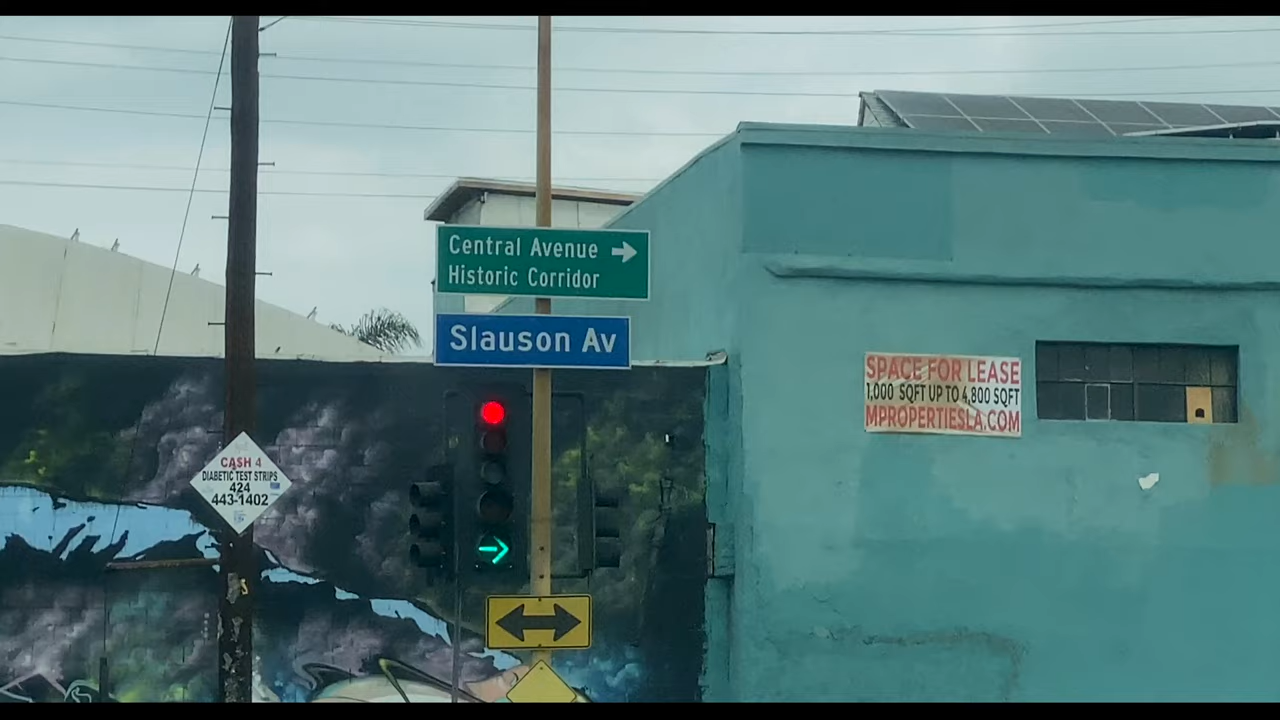 Central Avenue
Historic Corridor
Slauson Av
SPACE FOR LEASE
1,000 SQFT UP TO 4,800 SQFT
MPROPERTIESLA.COM
CASH 4
DIABETIC TEST STRIPS
424
443-1402